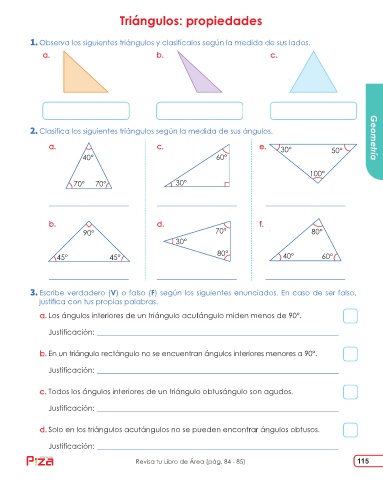 Triángulos: propiedades
1. Observa los siguientes triángulos y clasifícalos según la medida de sus lados.
a. b. c.
2. Clasifica los siguientes triángulos según la medida de sus ángulos.
a. c. e.
40° 60° 30° 50°
70° 70° 30° 100°
b. d. f.
90° 70° 80°
30°
45° 45° 80° 40° 60°
3. Escribe verdadero (V) o falso (F) según los siguientes enunciados. En caso de ser falso,
justifica con tus propias palabras.
a. Los ángulos interiores de un triángulo acutángulo miden menos de 90°.
Justificación:
b. En un triángulo rectángulo no se encuentran ángulos interiores menores a 90°.
Justificación:
c. Todos los ángulos interiores de un triángulo obtusángulo son agudos.
Justificación:
d. Solo en los triángulos acutángulos no se pueden encontrar ángulos obtusos.
Justificación:
Geometría
P:za
Revisa tu Libro de Área (pág. 84 - 85)
115